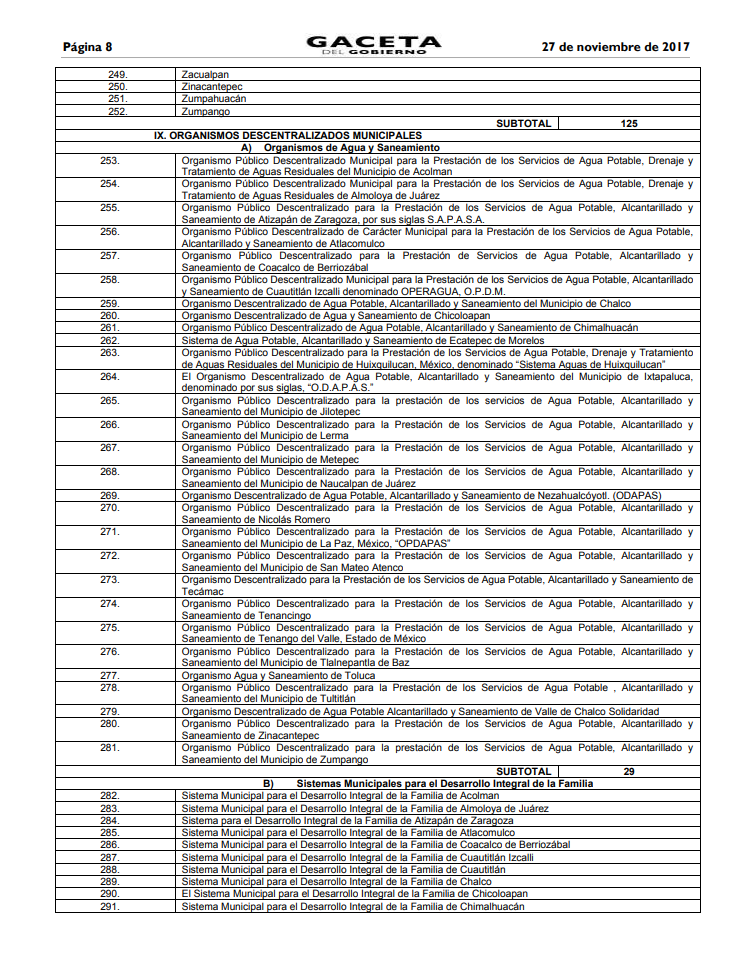 Página 8
GACETA
DEL GOBIERNO
27 de noviembre de 2017
249. Zacualpan
250. Zinacantepec
251. Zumpahuacán
252. Zumpango
SUBTOTAL 125
IX. ORGANISMOS DESCENTRALIZADOS MUNICIPALES
A) Organismos de Agua y Saneamiento
253. Organismo Público Descentralizado Municipal para la Prestación de los Servicios de Agua Potable, Drenaje y
Tratamiento de Aguas Residuales del Municipio de Acolman
254. Organismo Público Descentralizado Municipal para la Prestación de los Servicios de Agua Potable, Drenaje y
Tratamiento de Aguas Residuales de Almoloya de Juárez
255. Organismo Público Descentralizado para la Prestación de los Servicios de Agua Potable, Alcantarillado y
Saneamiento de Atizapán de Zaragoza, por sus siglas S.A.P.A.S.A.
256. Organismo Público Descentralizado de Carácter Municipal para la Prestación de los Servicios de Agua Potable,
Alcantarillado y Saneamiento de Atlacomulco
257. Organismo Público Descentralizado para la Prestación de Servicios de Agua Potable, Alcantarillado y
Saneamiento de Coacalco de Berriozábal
258. Organismo Público Descentralizado Municipal para la Prestación de los Servicios de Agua Potable, Alcantarillado
y Saneamiento de Cuautitlán Izcalli denominado OPERAGUA, O.P.D.M.
259. Organismo Descentralizado de Agua Potable, Alcantarillado y Saneamiento del Municipio de Chalco
260. Organismo Descentralizado de Agua y Saneamiento de Chicoloapan
261. Organismo Público Descentralizado de Agua Potable, Alcantarillado y Saneamiento de Chimalhuacán
262. Sistema de Agua Potable, Alcantarillado y Saneamiento de Ecatepec de Morelos
263. Organismo Público Descentralizado para la Prestación de los Servicios de Agua Potable, Drenaje y Tratamiento
de Aguas Residuales del Municipio de Huixquilucan, México, denominado “Sistema Aguas de Huixquilucan”
264. El Organismo Descentralizado de Agua Potable, Alcantarillado y Saneamiento del Municipio de Ixtapaluca,
denominado por sus siglas, “O.D.A.P.A.S.”
265. Organismo Público Descentralizado para la prestación de los servicios de Agua Potable, Alcantarillado y
Saneamiento del Municipio de Jilotepec
266. Organismo Público Descentralizado para la Prestación de los Servicios de Agua Potable, Alcantarillado y
Saneamiento del Municipio de Lerma
267. Organismo Público Descentralizado para la Prestación de los Servicios de Agua Potable, Alcantarillado y
Saneamiento del Municipio de Metepec
268. Organismo Público Descentralizado para la Prestación de los Servicios de Agua Potable, Alcantarillado y
Saneamiento del Municipio de Naucalpan de Juárez
269. Organismo Descentralizado de Agua Potable, Alcantarillado y Saneamiento de Nezahualcóyotl. (ODAPAS)
270. Organismo Público Descentralizado para la Prestación de los Servicios de Agua Potable, Alcantarillado y
Saneamiento de Nicolás Romero
271. Organismo Público Descentralizado para la Prestación de los Servicios de Agua Potable, Alcantarillado y
Saneamiento del Municipio de La Paz, México, “OPDAPAS”
272. Organismo Público Descentralizado para la Prestación de los Servicios de Agua Potable, Alcantarillado y
Saneamiento del Municipio de San Mateo Atenco
273. Organismo Descentralizado para la Prestación de los Servicios de Agua Potable, Alcantarillado y Saneamiento de
Tecámac
274. Organismo Público Descentralizado para la Prestación de los Servicios de Agua Potable, Alcantarillado y
Saneamiento de Tenancingo
275. Organismo Público Descentralizado para la Prestación de los Servicios de Agua Potable, Alcantarillado y
Saneamiento de Tenango del Valle, Estado de México
276. Organismo Público Descentralizado para la Prestación de los Servicios de Agua Potable, Alcantarillado y
Saneamiento del Municipio de Tlalnepantla de Baz
277. Organismo Agua y Saneamiento de Toluca
278. Organismo Público Descentralizado para la Prestación de los Servicios de Agua Potable , Alcantarillado y
Saneamiento del Municipio de Tultitlán
279. Organismo Descentralizado de Agua Potable Alcantarillado y Saneamiento de Valle de Chalco Solidaridad
280. Organismo Público Descentralizado para la Prestación de los Servicios de Agua Potable, Alcantarillado y
Saneamiento de Zinacantepec
281. Organismo Público Descentralizado para la prestación de los Servicios de Agua Potable, Alcantarillado y
Saneamiento del Municipio de Zumpango
SUBTOTAL 29
B) Sistemas Municipales para el Desarrollo Integral de la Familia
282. Sistema Municipal para el Desarrollo Integral de la Familia de Acolman
283. Sistema Municipal para el Desarrollo Integral de la Familia de Almoloya de Juárez
284. Sistema para el Desarrollo Integral de la Familia de Atizapán de Zaragoza
285. Sistema Municipal para el Desarrollo Integral de la Familia de Atlacomulco
286. Sistema Municipal para el Desarrollo Integral de la Familia de Coacalco de Berriozábal
287. Sistema Municipal para el Desarrollo Integral de la Familia de Cuautitlán Izcalli
288. Sistema Municipal para el Desarrollo Integral de la Familia de Cuautitlán
289. Sistema Municipal para el Desarrollo Integral de la Familia de Chalco
290. El Sistema Municipal para el Desarrollo Integral de la Familia de Chicoloapan
291. Sistema Municipal para el Desarrollo Integral de la Familia de Chimalhuacán